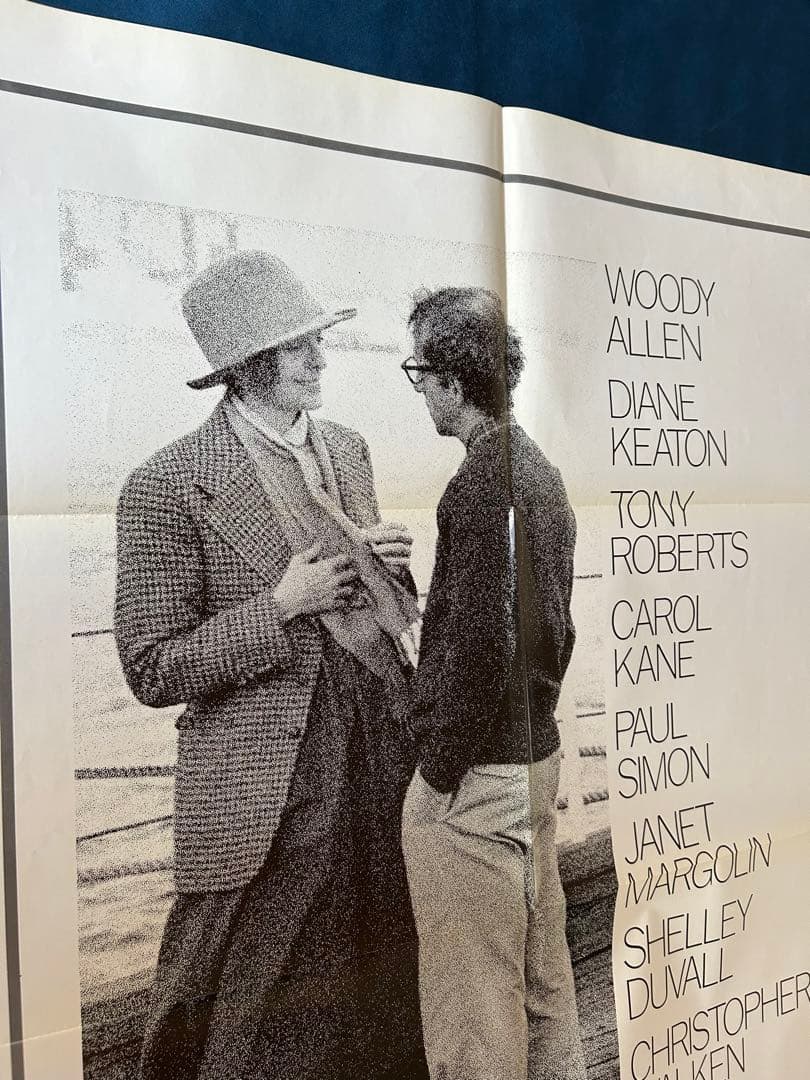 WOODY
ALLEN
DIANE
KEATON
TONY
ROBERTS
CAROL
KANE
PAUL
SIMON
JANET
MARGOLIN
SHELLEY
DUVALL
CHRISTOPHER